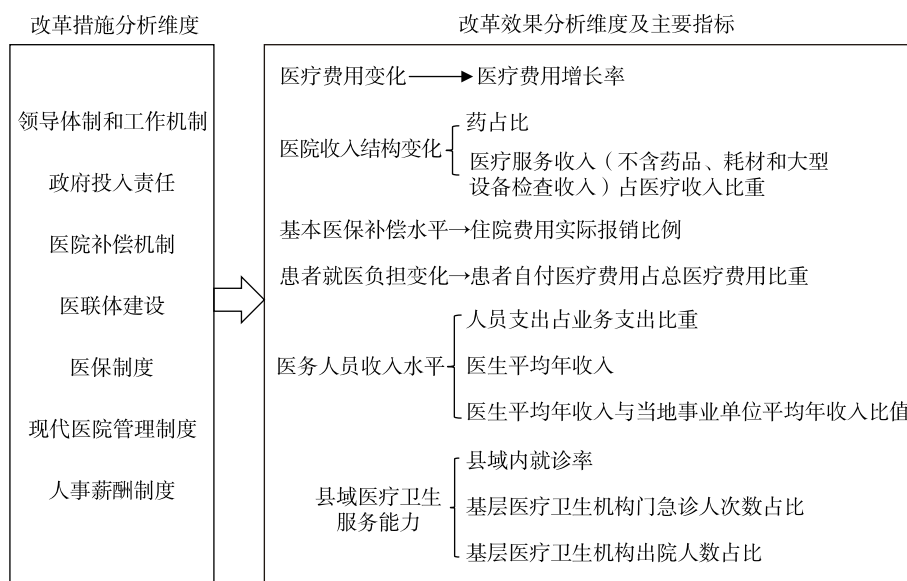 改革措施分析维度
领导体制和工作机制
政府投入责任
医院补偿机制
医联体建设
医保制度
现代医院管理制度
人事薪酬制度
改革效果分析维度及主要指标
医疗费用变化
医疗费用增长率
医院收入结构变化
药占比
医疗服务收入（不含药品、耗材和大型
设备检查收入）占医疗收入比重
基本医保补偿水平→住院费用实际报销比例
患者就医负担变化→患者自付医疗费用占总医疗费用比重
医务人员收入水平
人员支出占业务支出比重
医生平均年收入
医生平均年收入与当地事业单位平均年收入比值
县域医疗卫生
服务能力
县域内就诊率
基层医疗卫生机构门急诊人次数占比
基层医疗卫生机构出院人数占比